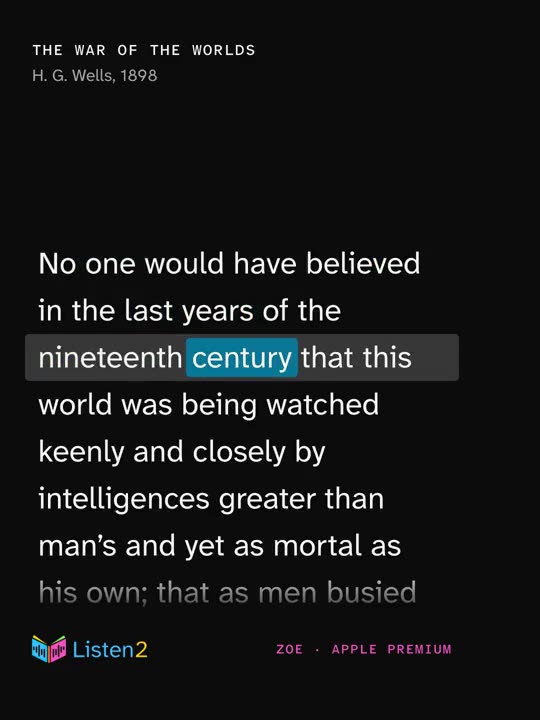 THE WAR OF THE WORLDS
H. G. Wells, 1898
No one would have believed
in the last years of the
nineteenth century that this
world was being watched
keenly and closely by
intelligences greater than
man’s and yet as mortal as
his own; that as men busied
Listen2
ZOE · APPLE PREMIUM